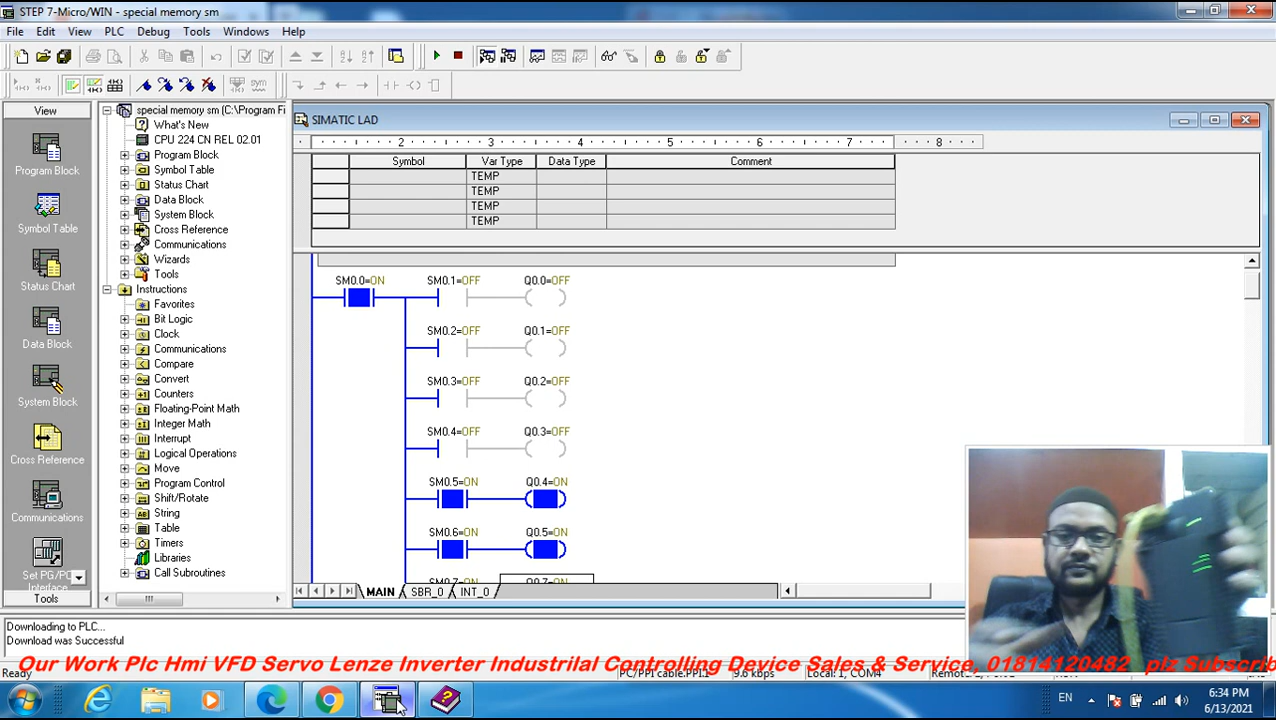 STEP 7-Micro/WIN - special memory sm
File Edit View PLC Debug Tools Windows Help
View
Program Block
Symbol Table
Status Chart
Data Block
System Block
Cross Reference
Communications
Set PG/PC
Interface
Tools
special memory sm (C:\Program Fi
What's New
CPU 224 CN REL 02.01
Program Block
Symbol Table
Status Chart
Data Block
System Block
Cross Reference
Communications
Wizards
Tools
Instructions
Favorites
Bit Logic
Clock
Communications
Compare
Convert
Counters
Floating-Point Math
Integer Math
Interrupt
Logical Operations
Move
Program Control
Shift/Rotate
String
Table
Timers
Libraries
Call Subroutines
SIMATIC LAD
2 3 4 5 6 7 8
Symbol Var Type Data Type Comment
TEMP
TEMP
TEMP
TEMP
SM0.0=ON SM0.1=OFF Q0.0=OFF
SM0.2=OFF Q0.1=OFF
SM0.3=OFF Q0.2=OFF
SM0.4=OFF Q0.3=OFF
SM0.5=ON Q0.4=ON
SM0.6=ON Q0.5=ON
MAIN SBR_0 INT_0
Downloading to PLC...
Download was Successful
Our Work Plc Hmi VFD Servo Lenze Inverter Industrilal Controlling Device Sales & Service, 01814120482 plz Subscrib
Ready PC/PPI cable.PPI.1 9.6 kbps Local: 1, COM4
EN 6:34 PM
6/13/2021